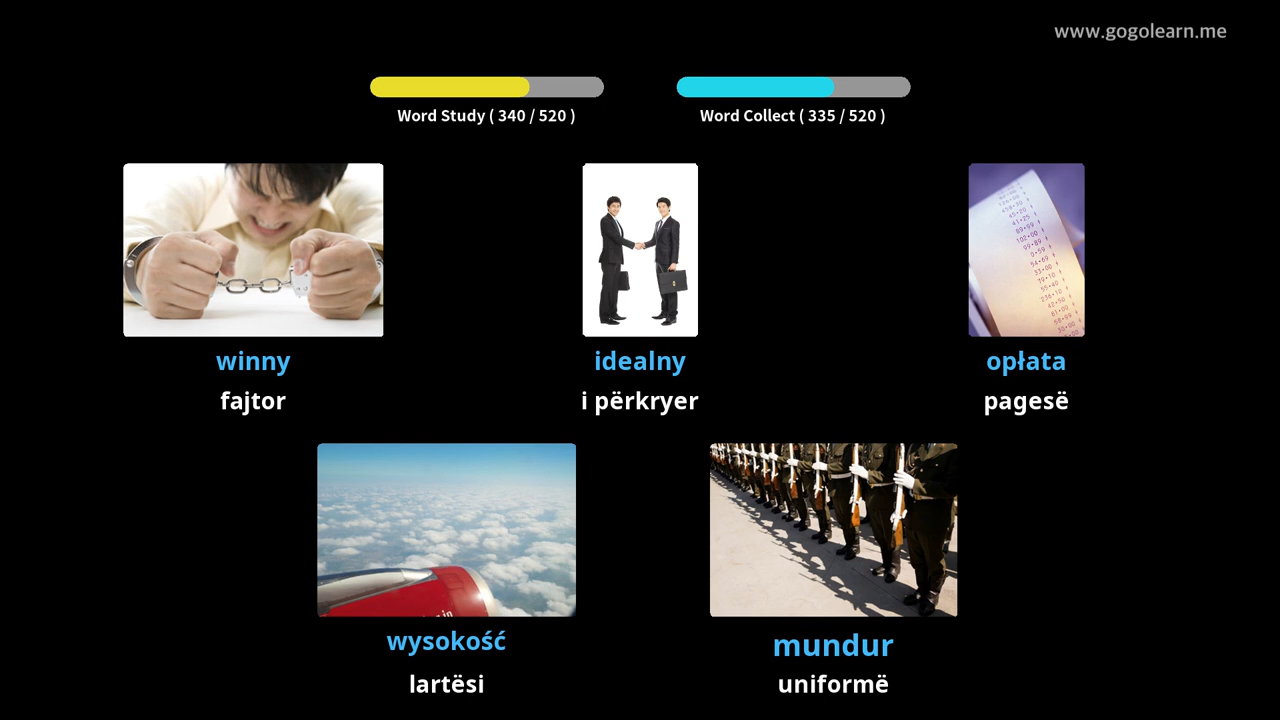 www.gogolearn.me
Word Study ( 340 / 520 )
Word Collect ( 335 / 520 )
winny
fajtor
idealny
i përkryer
opłata
pagesë
wysokość
lartësi
mundur
uniformë